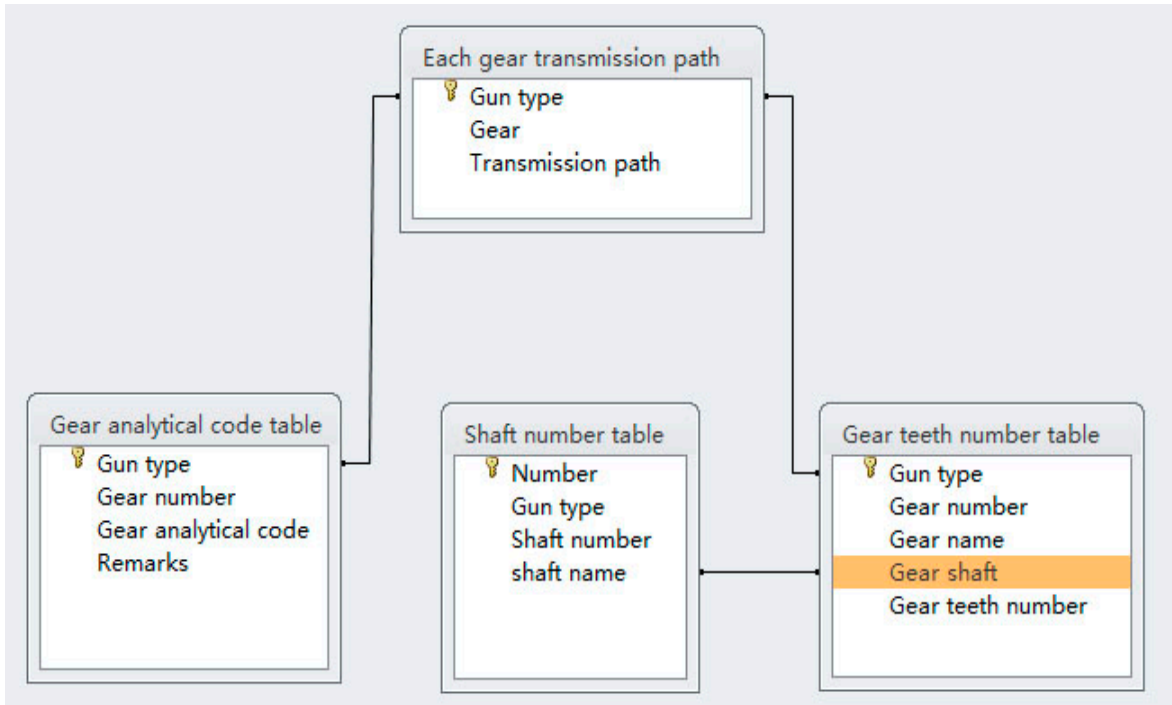 Each gear transmission path
Gun type
Gear
Transmission path
Gear analytical code table
Gun type
Gear number
Gear analytical code
Remarks
Shaft number table
Number
Gun type
Shaft number
shaft name
Gear teeth number table
Gun type
Gear number
Gear name
Gear shaft
Gear teeth number